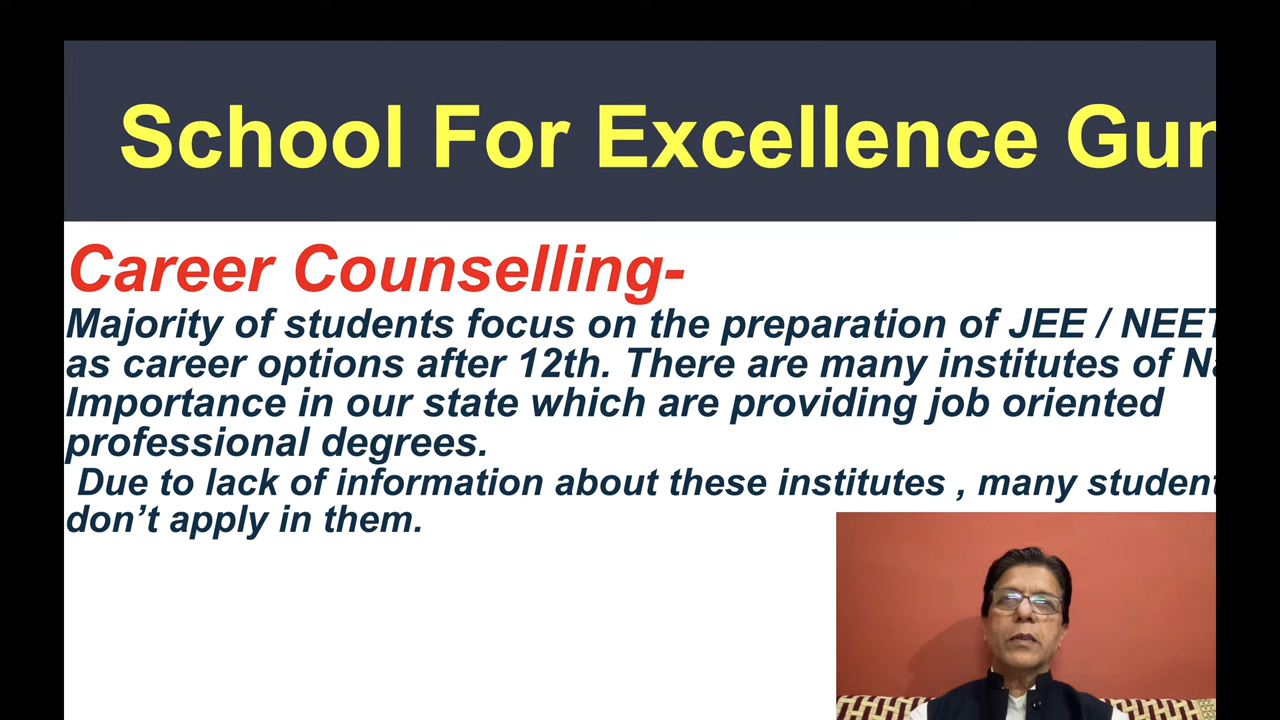 School For Excellence Gun
Career Counselling-
Majority of students focus on the preparation of JEE / NEET
as career options after 12th. There are many institutes of
Importance in our state which are providing job oriented
professional degrees.
Due to lack of information about these institutes , many student
don’t apply in them.